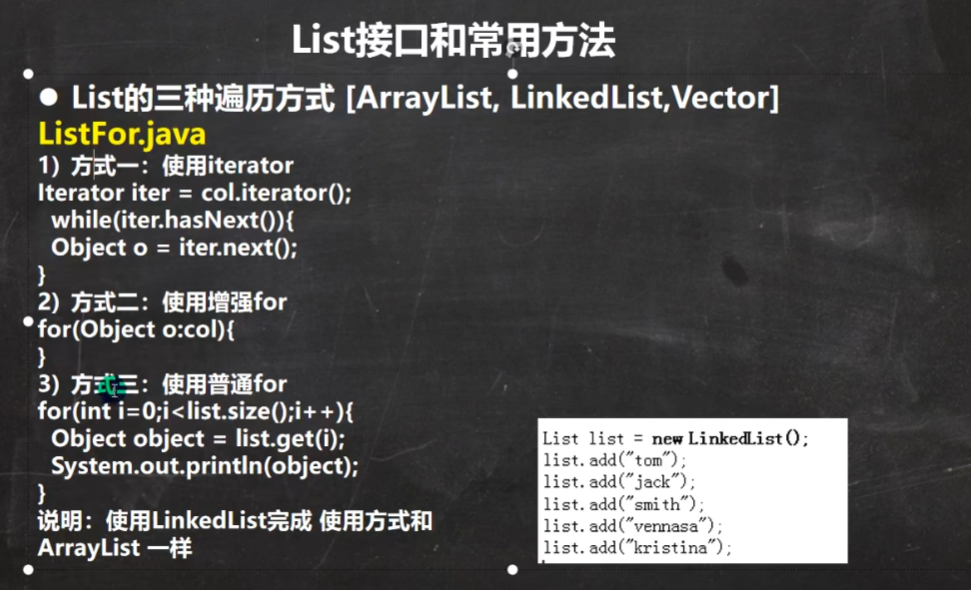 List接口和常用方法
● List的三种遍历方式 [ArrayList, LinkedList,Vector]
ListFor.java
1) 方式一：使用iterator
Iterator iter = col.iterator();
while(iter.hasNext()){
Object o = iter.next();
}
2) 方式二：使用增强for
for(Object o:col){
}
3) 方式三：使用普通for
for(int i=0;i<list.size();i++){
Object object = list.get(i);
System.out.println(object);
}
说明：使用LinkedList完成 使用方式和
ArrayList 一样
List list = new LinkedList();
list.add("tom");
list.add("jack");
list.add("smith");
list.add("vennasa");
list.add("kristina");